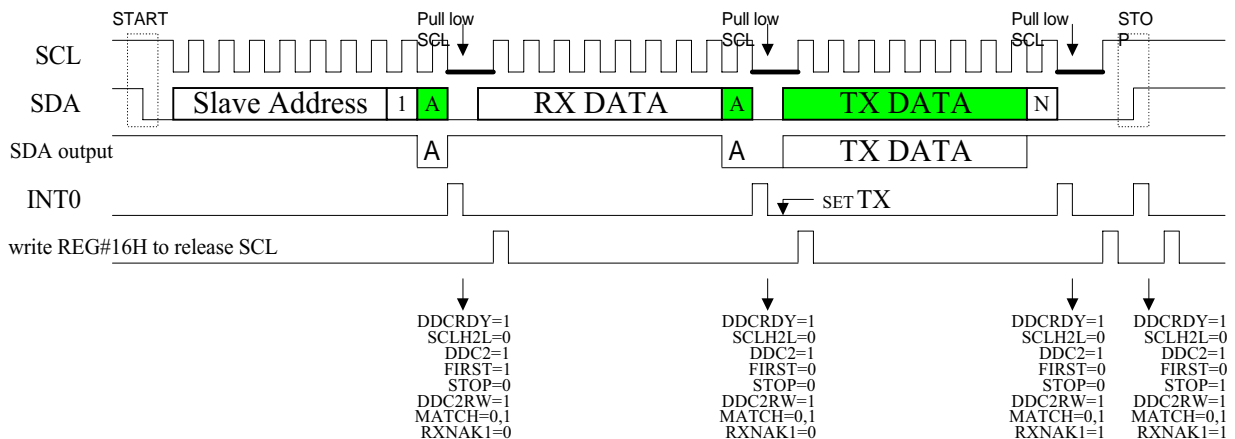 START Pull low SCL Pull low SCL Pull low SCL STO P
SCL
SDA Slave Address 1 A RX DATA A TX DATA N
SDA output A A TX DATA
INT0 SET TX
write REG#16H to release SCL
DDCRDY=1 DDCRDY=1 DDCRDY=1 DDCRDY=1
SCLH2L=0 SCLH2L=0 SCLH2L=0 SCLH2L=0
DDC2=1 DDC2=1 DDC2=1 DDC2=1
FIRST=1 FIRST=0 FIRST=0 FIRST=0
STOP=0 STOP=0 STOP=0 STOP=1
DDC2RW=1 DDC2RW=1 DDC2RW=1 DDC2RW=1
MATCH=0,1 MATCH=0,1 MATCH=0,1 MATCH=0,1
RXNAK1=0 RXNAK1=0 RXNAK1=1 RXNAK1=1